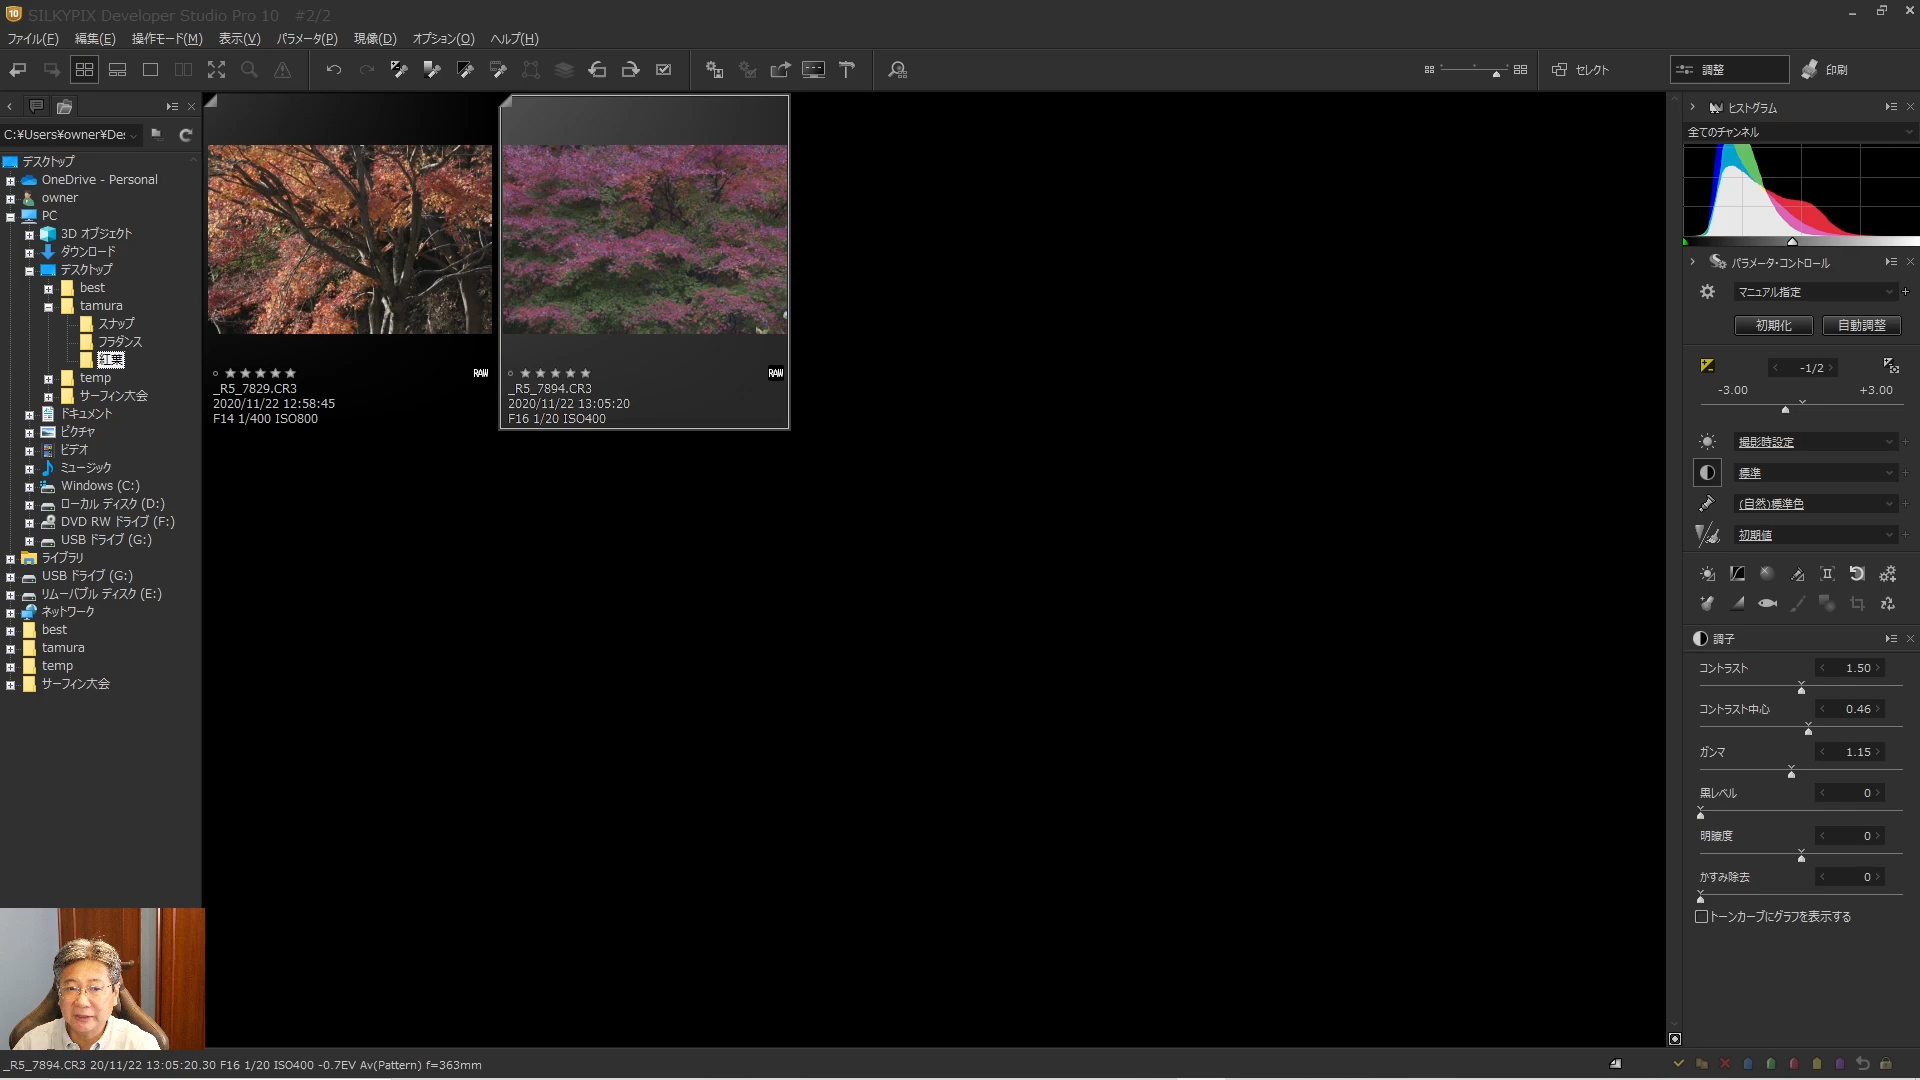 SILKYPIX Developer Studio Pro 10 #2/2
ファイル(F) 編集(E) 操作モード(M) 表示(V) パラメータ(P) 現像(D) オプション(O) ヘルプ(H)
セレクト
調整
印刷
C:¥Users¥owner¥De
デスクトップ
OneDrive - Personal
owner
PC
3D オブジェクト
ダウンロード
デスクトップ
best
tamura
スナップ
フラダンス
紅葉
temp
サーフィン大会
ドキュメント
ピクチャ
ビデオ
ミュージック
Windows (C:)
ローカル ディスク (D:)
DVD RW ドライブ (F:)
USB ドライブ (G:)
ライブラリ
USB ドライブ (G:)
リムーバブル ディスク (E:)
ネットワーク
best
tamura
temp
サーフィン大会
RAW
_R5_7829.CR3
2020/11/22 12:58:45
F14 1/400 ISO800
RAW
_R5_7894.CR3
2020/11/22 13:05:20
F16 1/20 ISO400
ヒストグラム
全てのチャンネル
パラメータ・コントロール
マニュアル指定
初期化 自動調整
-1/2
-3.00 +3.00
撮影時設定
標準
(自然)標準色
初期値
調子
コントラスト 1.50
コントラスト中心 0.46
ガンマ 1.15
黒レベル 0
明瞭度 0
かすみ除去 0
トーンカーブにグラフを表示する
_R5_7894.CR3 20/11/22 13:05:20.30 F16 1/20 ISO400 -0.7EV Av(Pattern) f=363mm